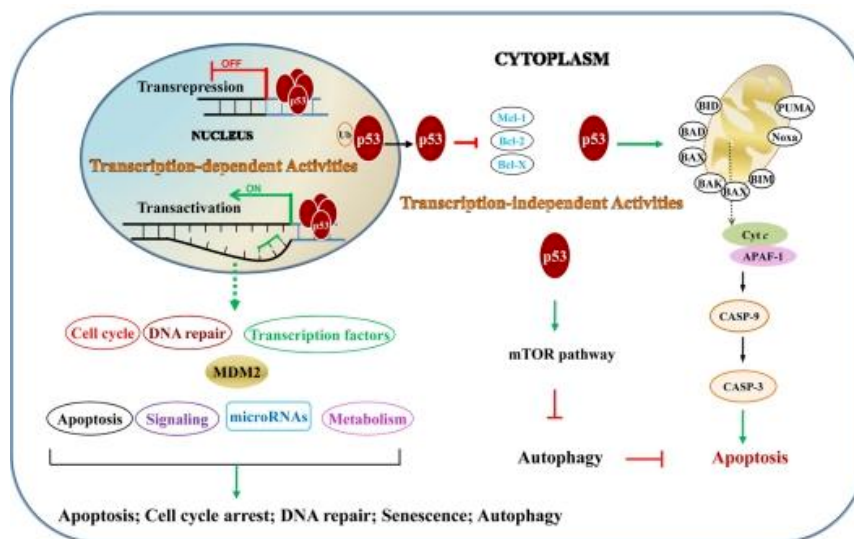 CYTOPLASM
OFF
Transrepression
p53
NUCLEUS
Transcription-dependent Activities
ON
Transactivation
p53
Ub
p53
p53
Mcl-1
Bcl-2
Bcl-X
p53
Transcription-independent Activities
BID
BAD
BAX
BAK
BAX
BIM
Noxa
PUMA
Cyt c
APAF-1
CASP-9
CASP-3
Apoptosis
p53
mTOR pathway
Autophagy
Cell cycle
DNA repair
Transcription factors
MDM2
Apoptosis
Signaling
microRNAs
Metabolism
Apoptosis; Cell cycle arrest; DNA repair; Senescence; Autophagy